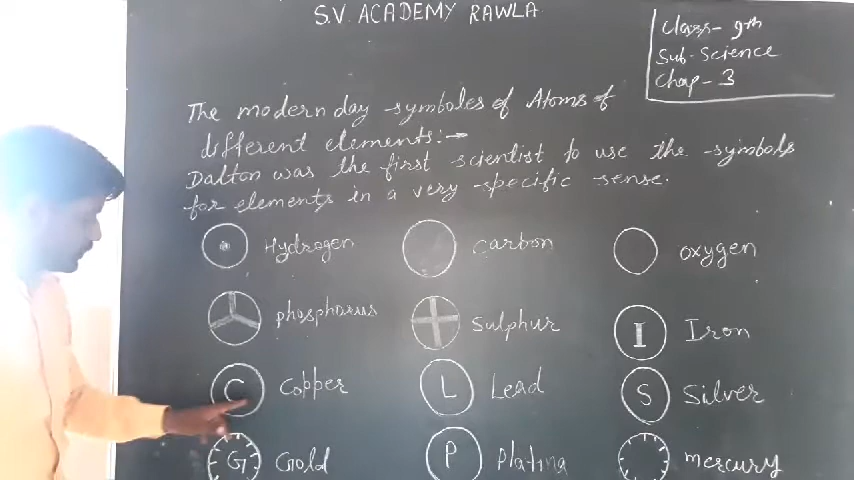 S.V. ACADEMY RAWLA
Class- 9th
Sub-Science
Chap-3
The modern day symboles of Atoms of
different elements:-
Dalton was the first scientist to use the symbols
for elements in a very specific sense.
Hydrogen Carbon Oxygen
phosphorus Sulphur I Iron
C Copper L Lead S Silver
G Gold P Platina mercury